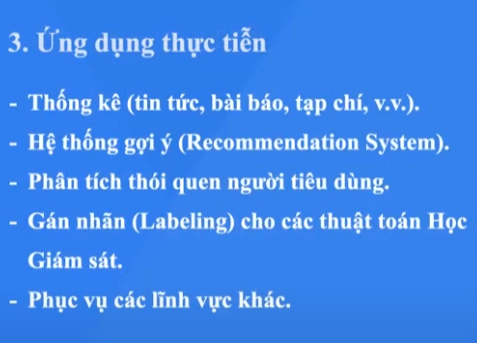 3. Ứng dụng thực tiễn
- Thống kê (tin tức, bài báo, tạp chí, v.v.).
- Hệ thống gợi ý (Recommendation System).
- Phân tích thói quen người tiêu dùng.
- Gán nhãn (Labeling) cho các thuật toán Học
Giám sát.
- Phục vụ các lĩnh vực khác.